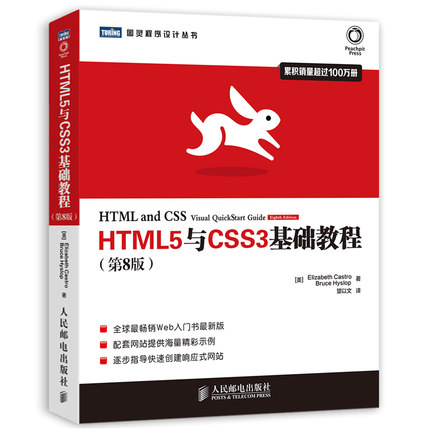 TURING 图灵程序设计丛书
Peachpit
Press
累积销量超过100万册
HTML and CSS Visual QuickStart Guide Eighth Edition
HTML5与CSS3基础教程
(第8版)
[美] Elizabeth Castro 著
Bruce Hyslop
望以文 译
全球最畅销Web入门书最新版
配套网站提供海量精彩示例
逐步指导快速创建响应式网站
人民邮电出版社
POSTS & TELECOM PRESS
TURING
Peachpit
Press
HTML5与CSS3基础教程
(第8版)
[美] Elizabeth Castro 著
Bruce Hyslop
人民邮电出版社